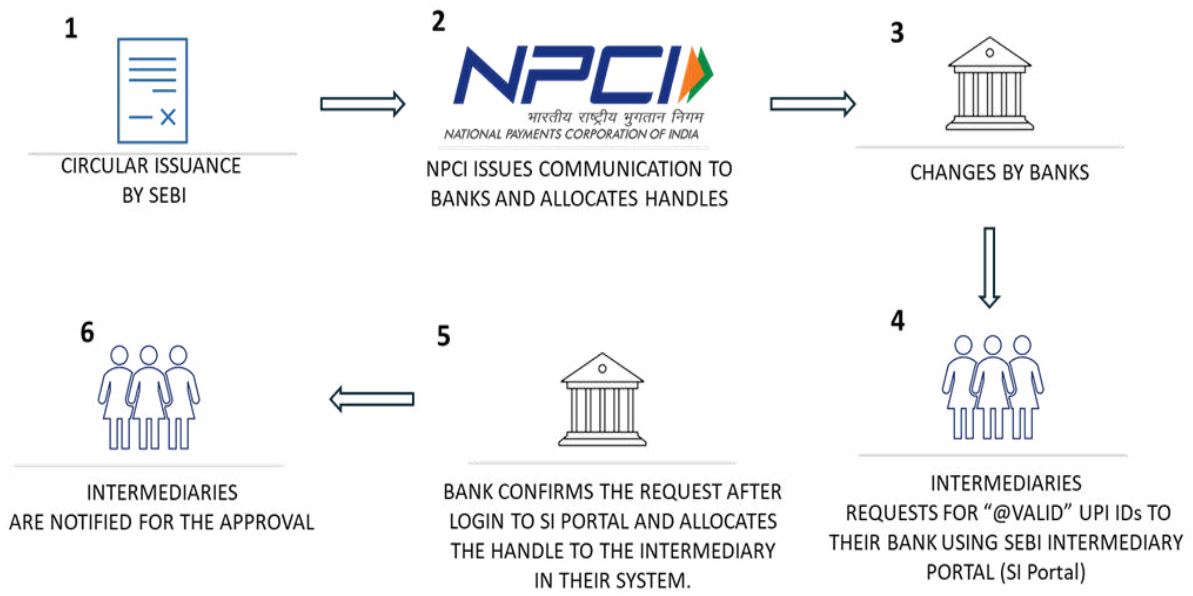 1
CIRCULAR ISSUANCE
BY SEBI
2
NPCI
भारतीय राष्ट्रीय भुगतान निगम
NATIONAL PAYMENTS CORPORATION OF INDIA
NPCI ISSUES COMMUNICATION TO
BANKS AND ALLOCATES HANDLES
3
CHANGES BY BANKS
4
INTERMEDIARIES
REQUESTS FOR “@VALID” UPI IDs TO
THEIR BANK USING SEBI INTERMEDIARY
PORTAL (SI Portal)
5
BANK CONFIRMS THE REQUEST AFTER
LOGIN TO SI PORTAL AND ALLOCATES
THE HANDLE TO THE INTERMEDIARY
IN THEIR SYSTEM.
6
INTERMEDIARIES
ARE NOTIFIED FOR THE APPROVAL